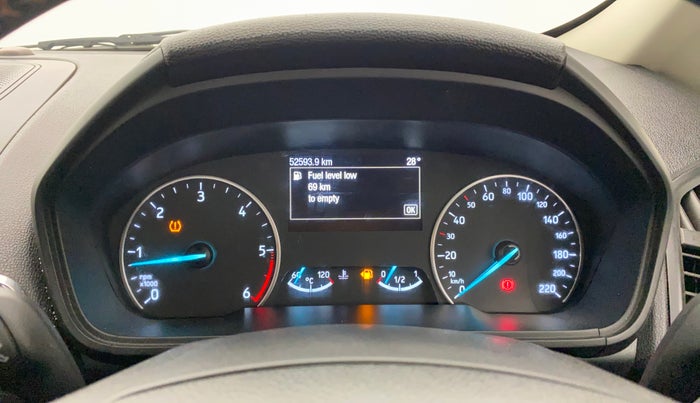 52593.9 km 28°
Fuel level low
69 km
to empty
OK
0 1 2 3 4 5 6
rpm
x1000
60 °C 120
0 1/2 1
0 10 20 30 40 50 60 80 80 100 120 140 160 180 200 220
km/h